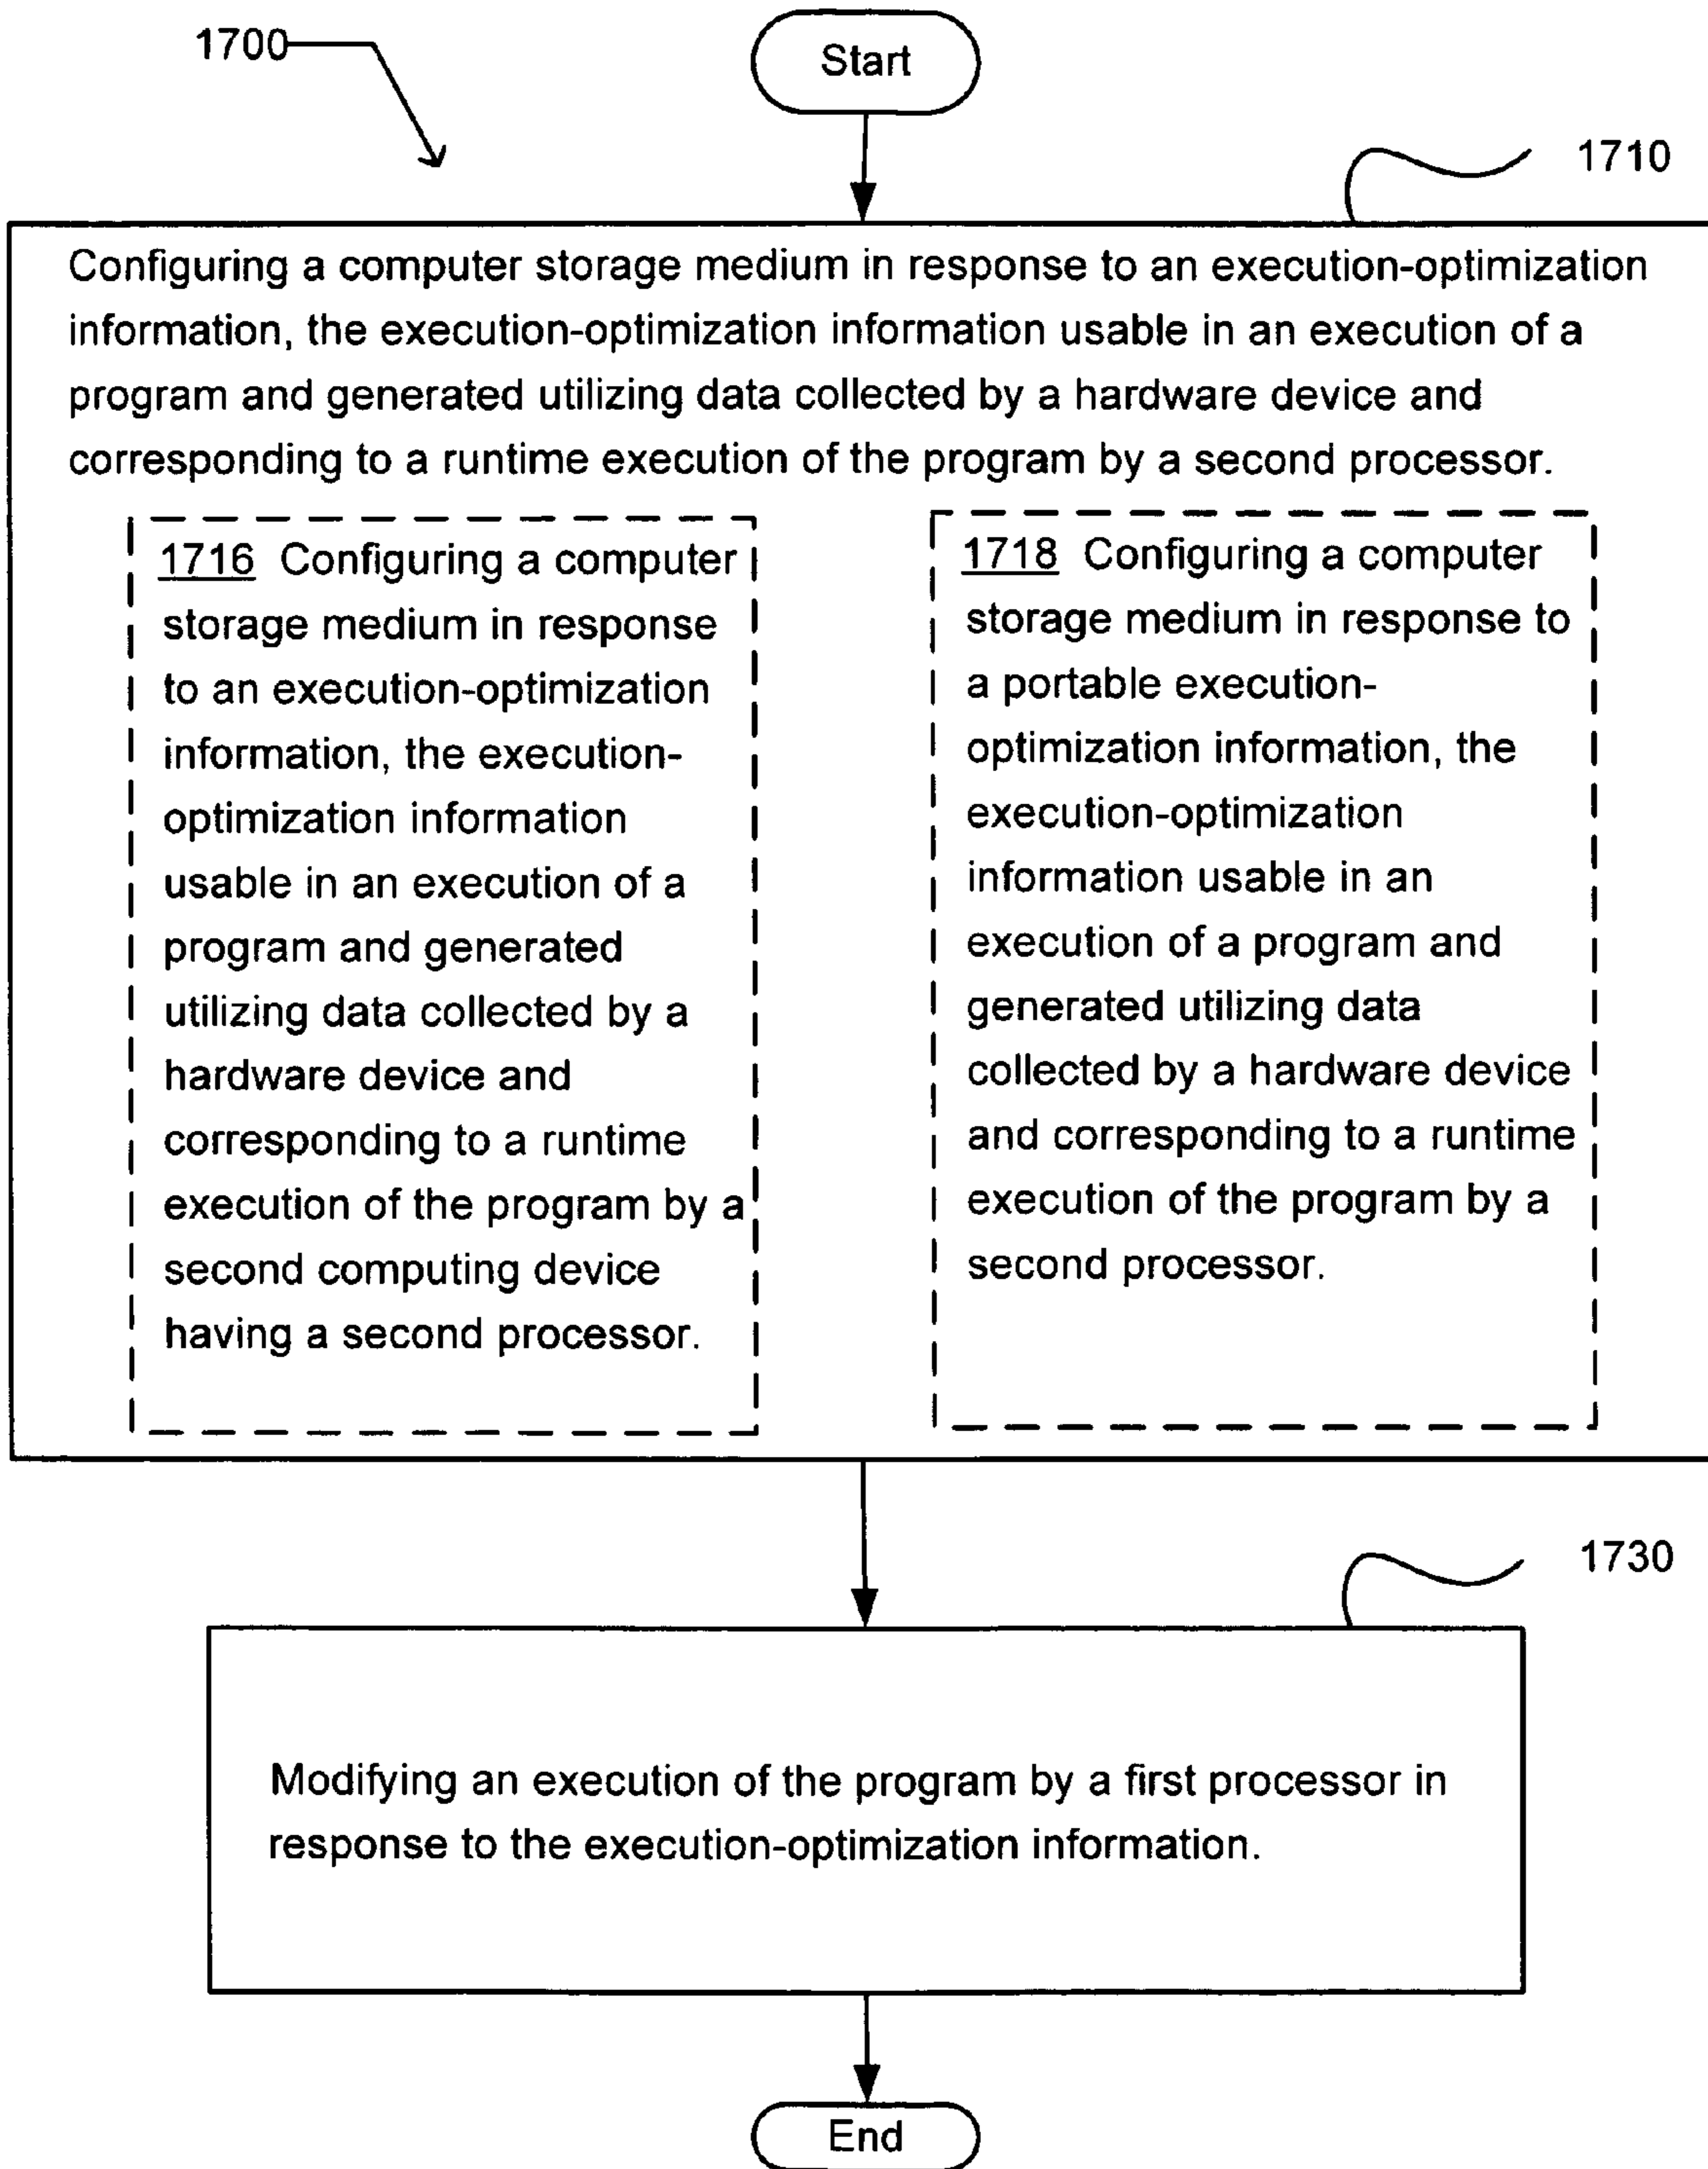 1700
Start
1710
Configuring a computer storage medium in response to an execution-optimization
information, the execution-optimization information usable in an execution of a
program and generated utilizing data collected by a hardware device and
corresponding to a runtime execution of the program by a second processor.
1716 Configuring a computer
storage medium in response
to an execution-optimization
information, the execution-
optimization information
usable in an execution of a
program and generated
utilizing data collected by a
hardware device and
corresponding to a runtime
execution of the program by a
second computing device
having a second processor.
1718 Configuring a computer
storage medium in response to
a portable execution-
optimization information, the
execution-optimization
information usable in an
execution of a program and
generated utilizing data
collected by a hardware device
and corresponding to a runtime
execution of the program by a
second processor.
1730
Modifying an execution of the program by a first processor in
response to the execution-optimization information.
End